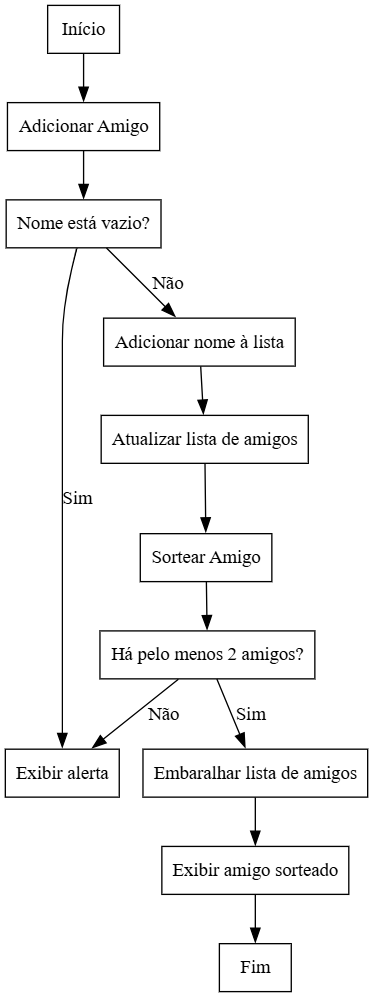 Início
Adicionar Amigo
Nome está vazio?
Não
Adicionar nome à lista
Atualizar lista de amigos
Sim
Sortear Amigo
Há pelo menos 2 amigos?
Não
Sim
Exibir alerta
Embaralhar lista de amigos
Exibir amigo sorteado
Fim